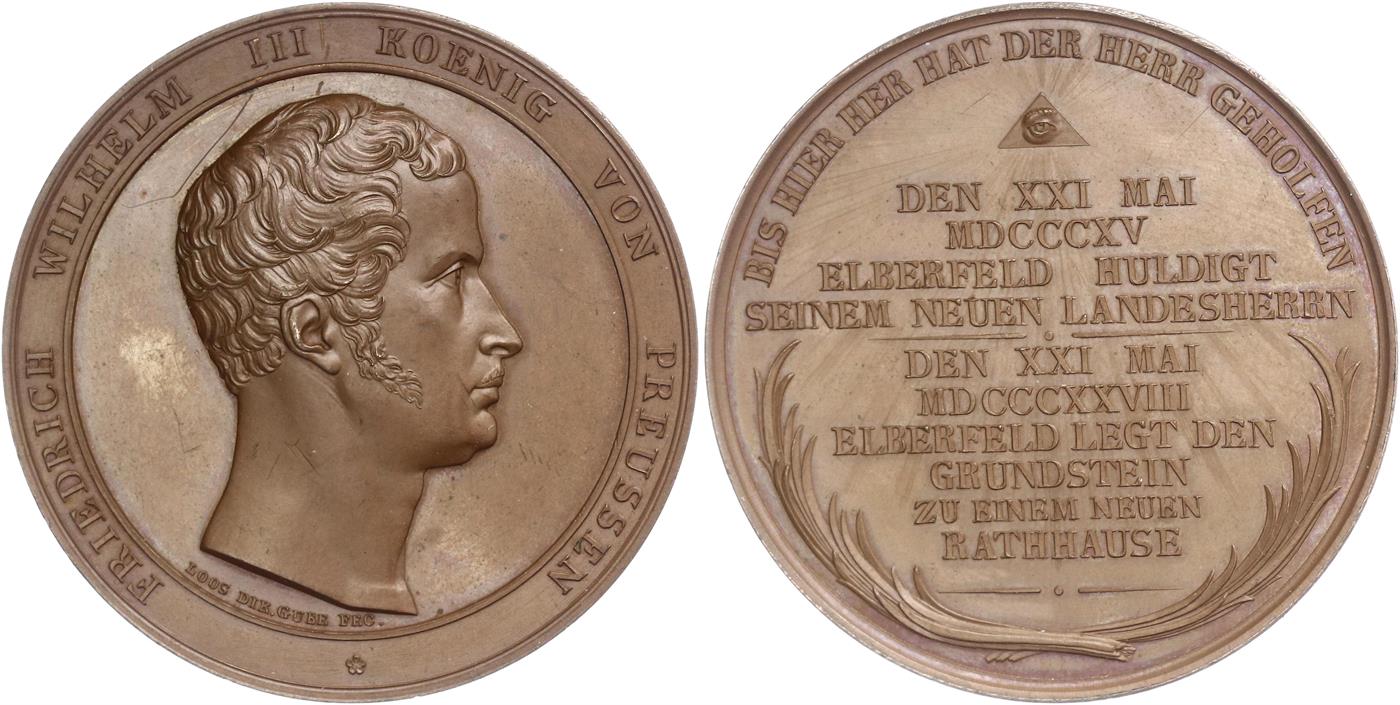 FRIEDRICH WILHELM III KOENIG VON PREUSSEN
LOOS DIR. GUBE FEC.
BIS HIER HER HAT DER HERR GEHOLFEN
DEN XXI MAI
MDCCCXV
ELBERFELD HULDIGT
SEINEM NEUEN LANDESHERRN
DEN XXI MAI
MDCCCXXVIII
ELBERFELD LEGT DEN
GRUNDSTEIN
ZU EINEM NEUEN
RATHHAUSE